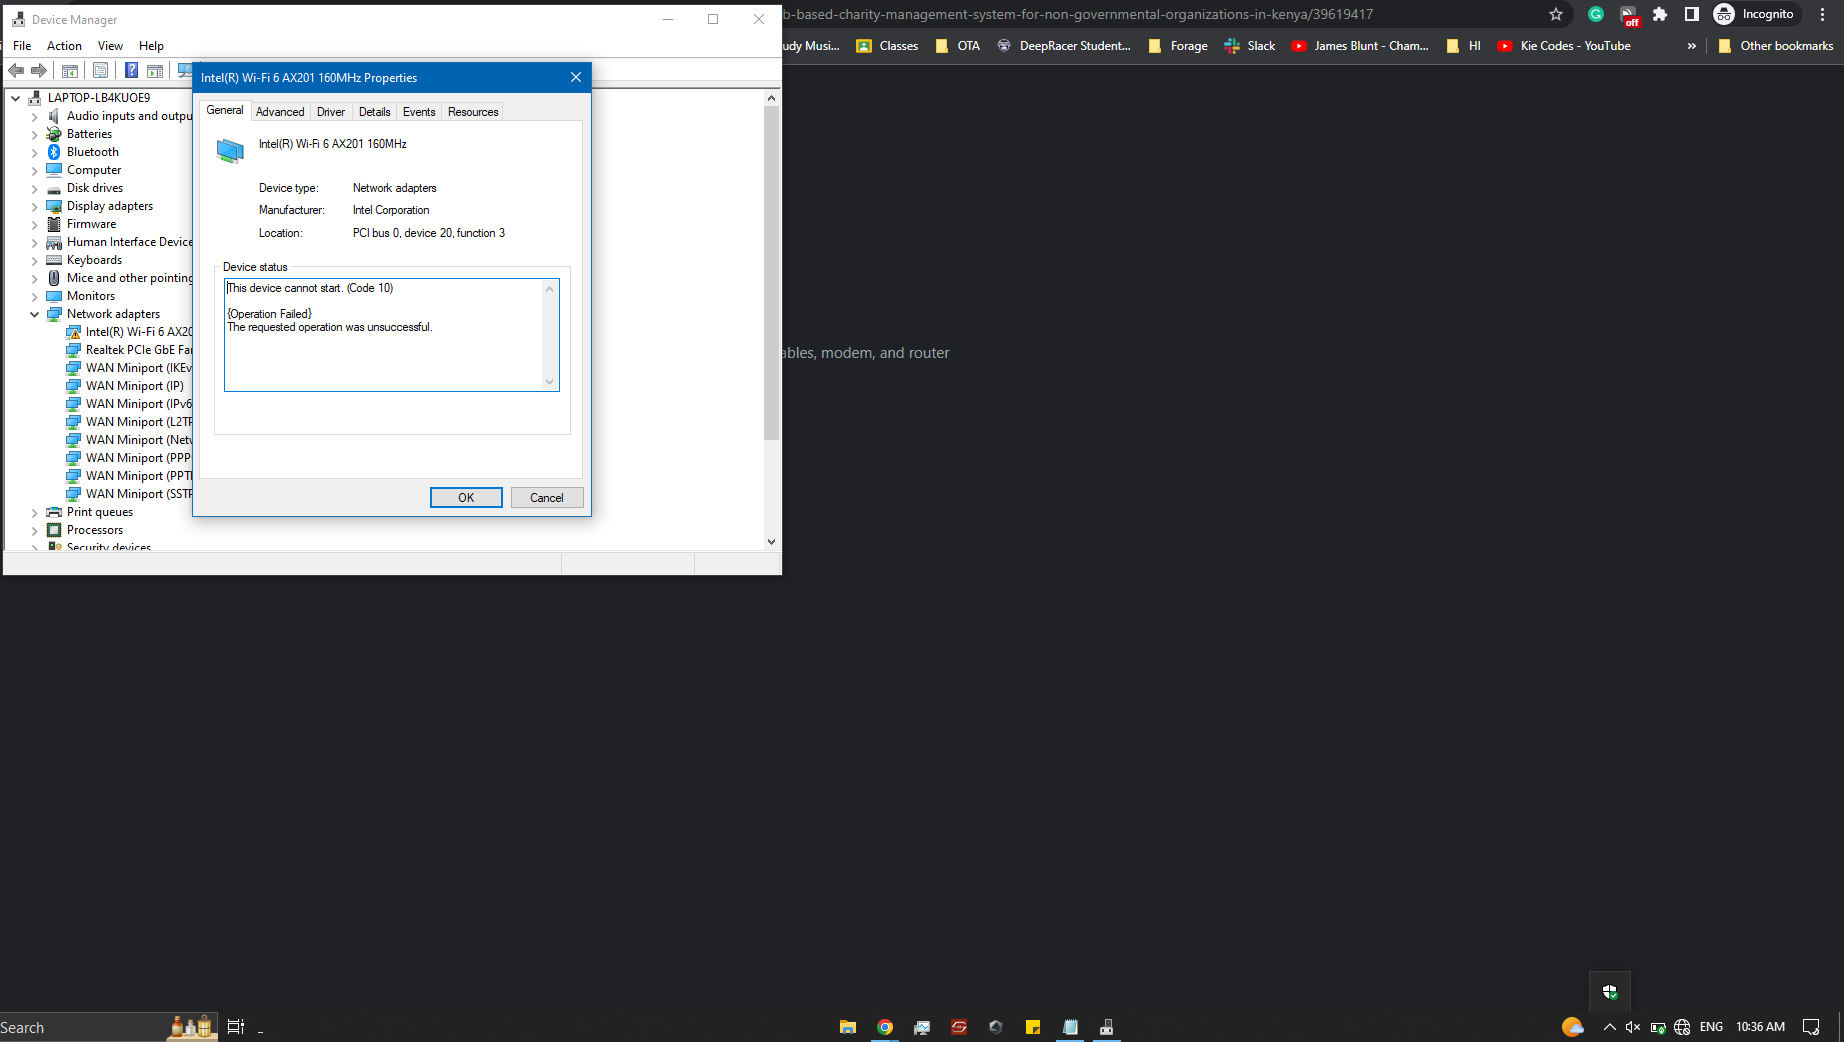 Device Manager
File Action View Help
LAPTOP-LB4KUOE9
Audio inputs and outpu
Batteries
Bluetooth
Computer
Disk drives
Display adapters
Firmware
Human Interface Device
Keyboards
Mice and other pointing
Monitors
Network adapters
Intel(R) Wi-Fi 6 AX20
Realtek PCIe GbE Fa
WAN Miniport (IKEv
WAN Miniport (IP)
WAN Miniport (IPv6
WAN Miniport (L2TP
WAN Miniport (Netw
WAN Miniport (PPP
WAN Miniport (PPT
WAN Miniport (SSTP
Print queues
Processors
Security devices
Intel(R) Wi-Fi 6 AX201 160MHz Properties
General Advanced Driver Details Events Resources
Intel(R) Wi-Fi 6 AX201 160MHz
Device type: Network adapters
Manufacturer: Intel Corporation
Location: PCI bus 0, device 20, function 3
Device status
This device cannot start. (Code 10)
{Operation Failed}
The requested operation was unsuccessful.
OK Cancel
b-based-charity-management-system-for-non-governmental-organizations-in-kenya/39619417
off
Incognito
udy Musi... Classes OTA DeepRacer Student... Forage Slack James Blunt - Cham... HI Kie Codes - YouTube » Other bookmarks
ables, modem, and router
Search
ENG 10:36 AM